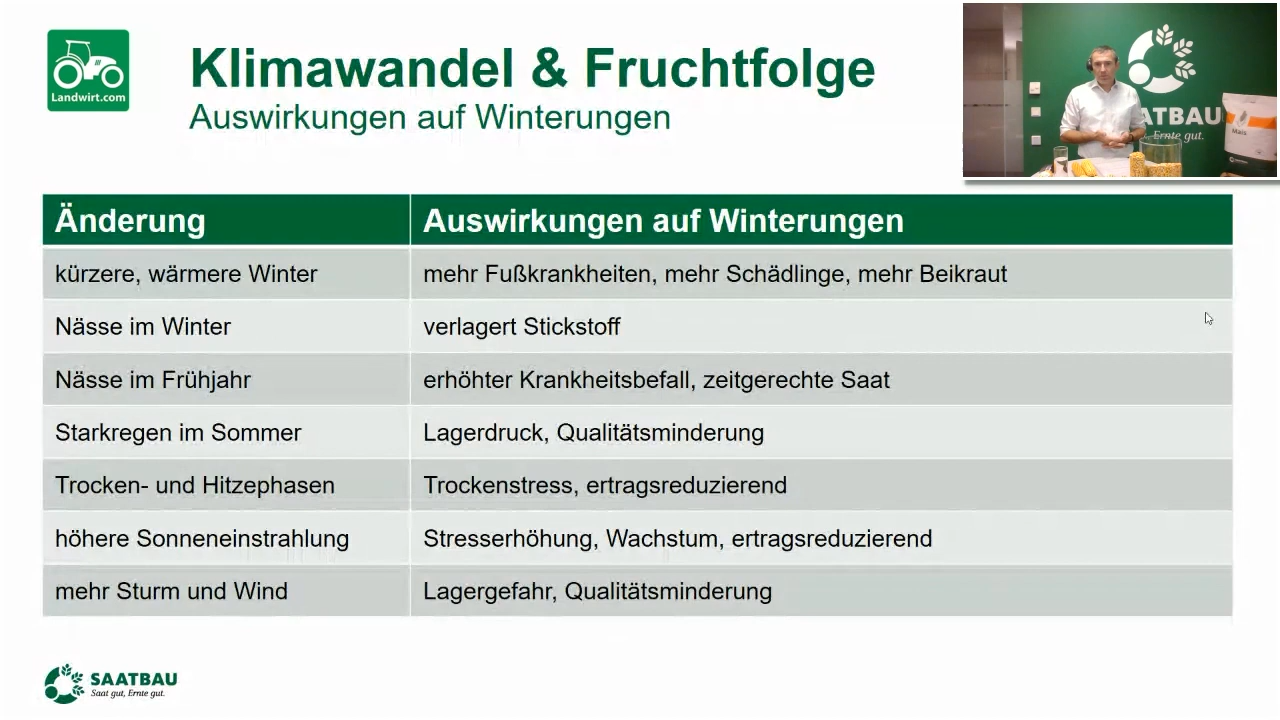 Landwirt.com
Klimawandel & Fruchtfolge
Auswirkungen auf Winterungen
SAATBAU
Ernte gut.
Mais
Änderung Auswirkungen auf Winterungen
kürzere, wärmere Winter mehr Fußkrankheiten, mehr Schädlinge, mehr Beikraut
Nässe im Winter verlagert Stickstoff
Nässe im Frühjahr erhöhter Krankheitsbefall, zeitgerechte Saat
Starkregen im Sommer Lagerdruck, Qualitätsminderung
Trocken- und Hitzephasen Trockenstress, ertragsreduzierend
höhere Sonneneinstrahlung Stresserhöhung, Wachstum, ertragsreduzierend
mehr Sturm und Wind Lagergefahr, Qualitätsminderung
SAATBAU
Saat gut, Ernte gut.